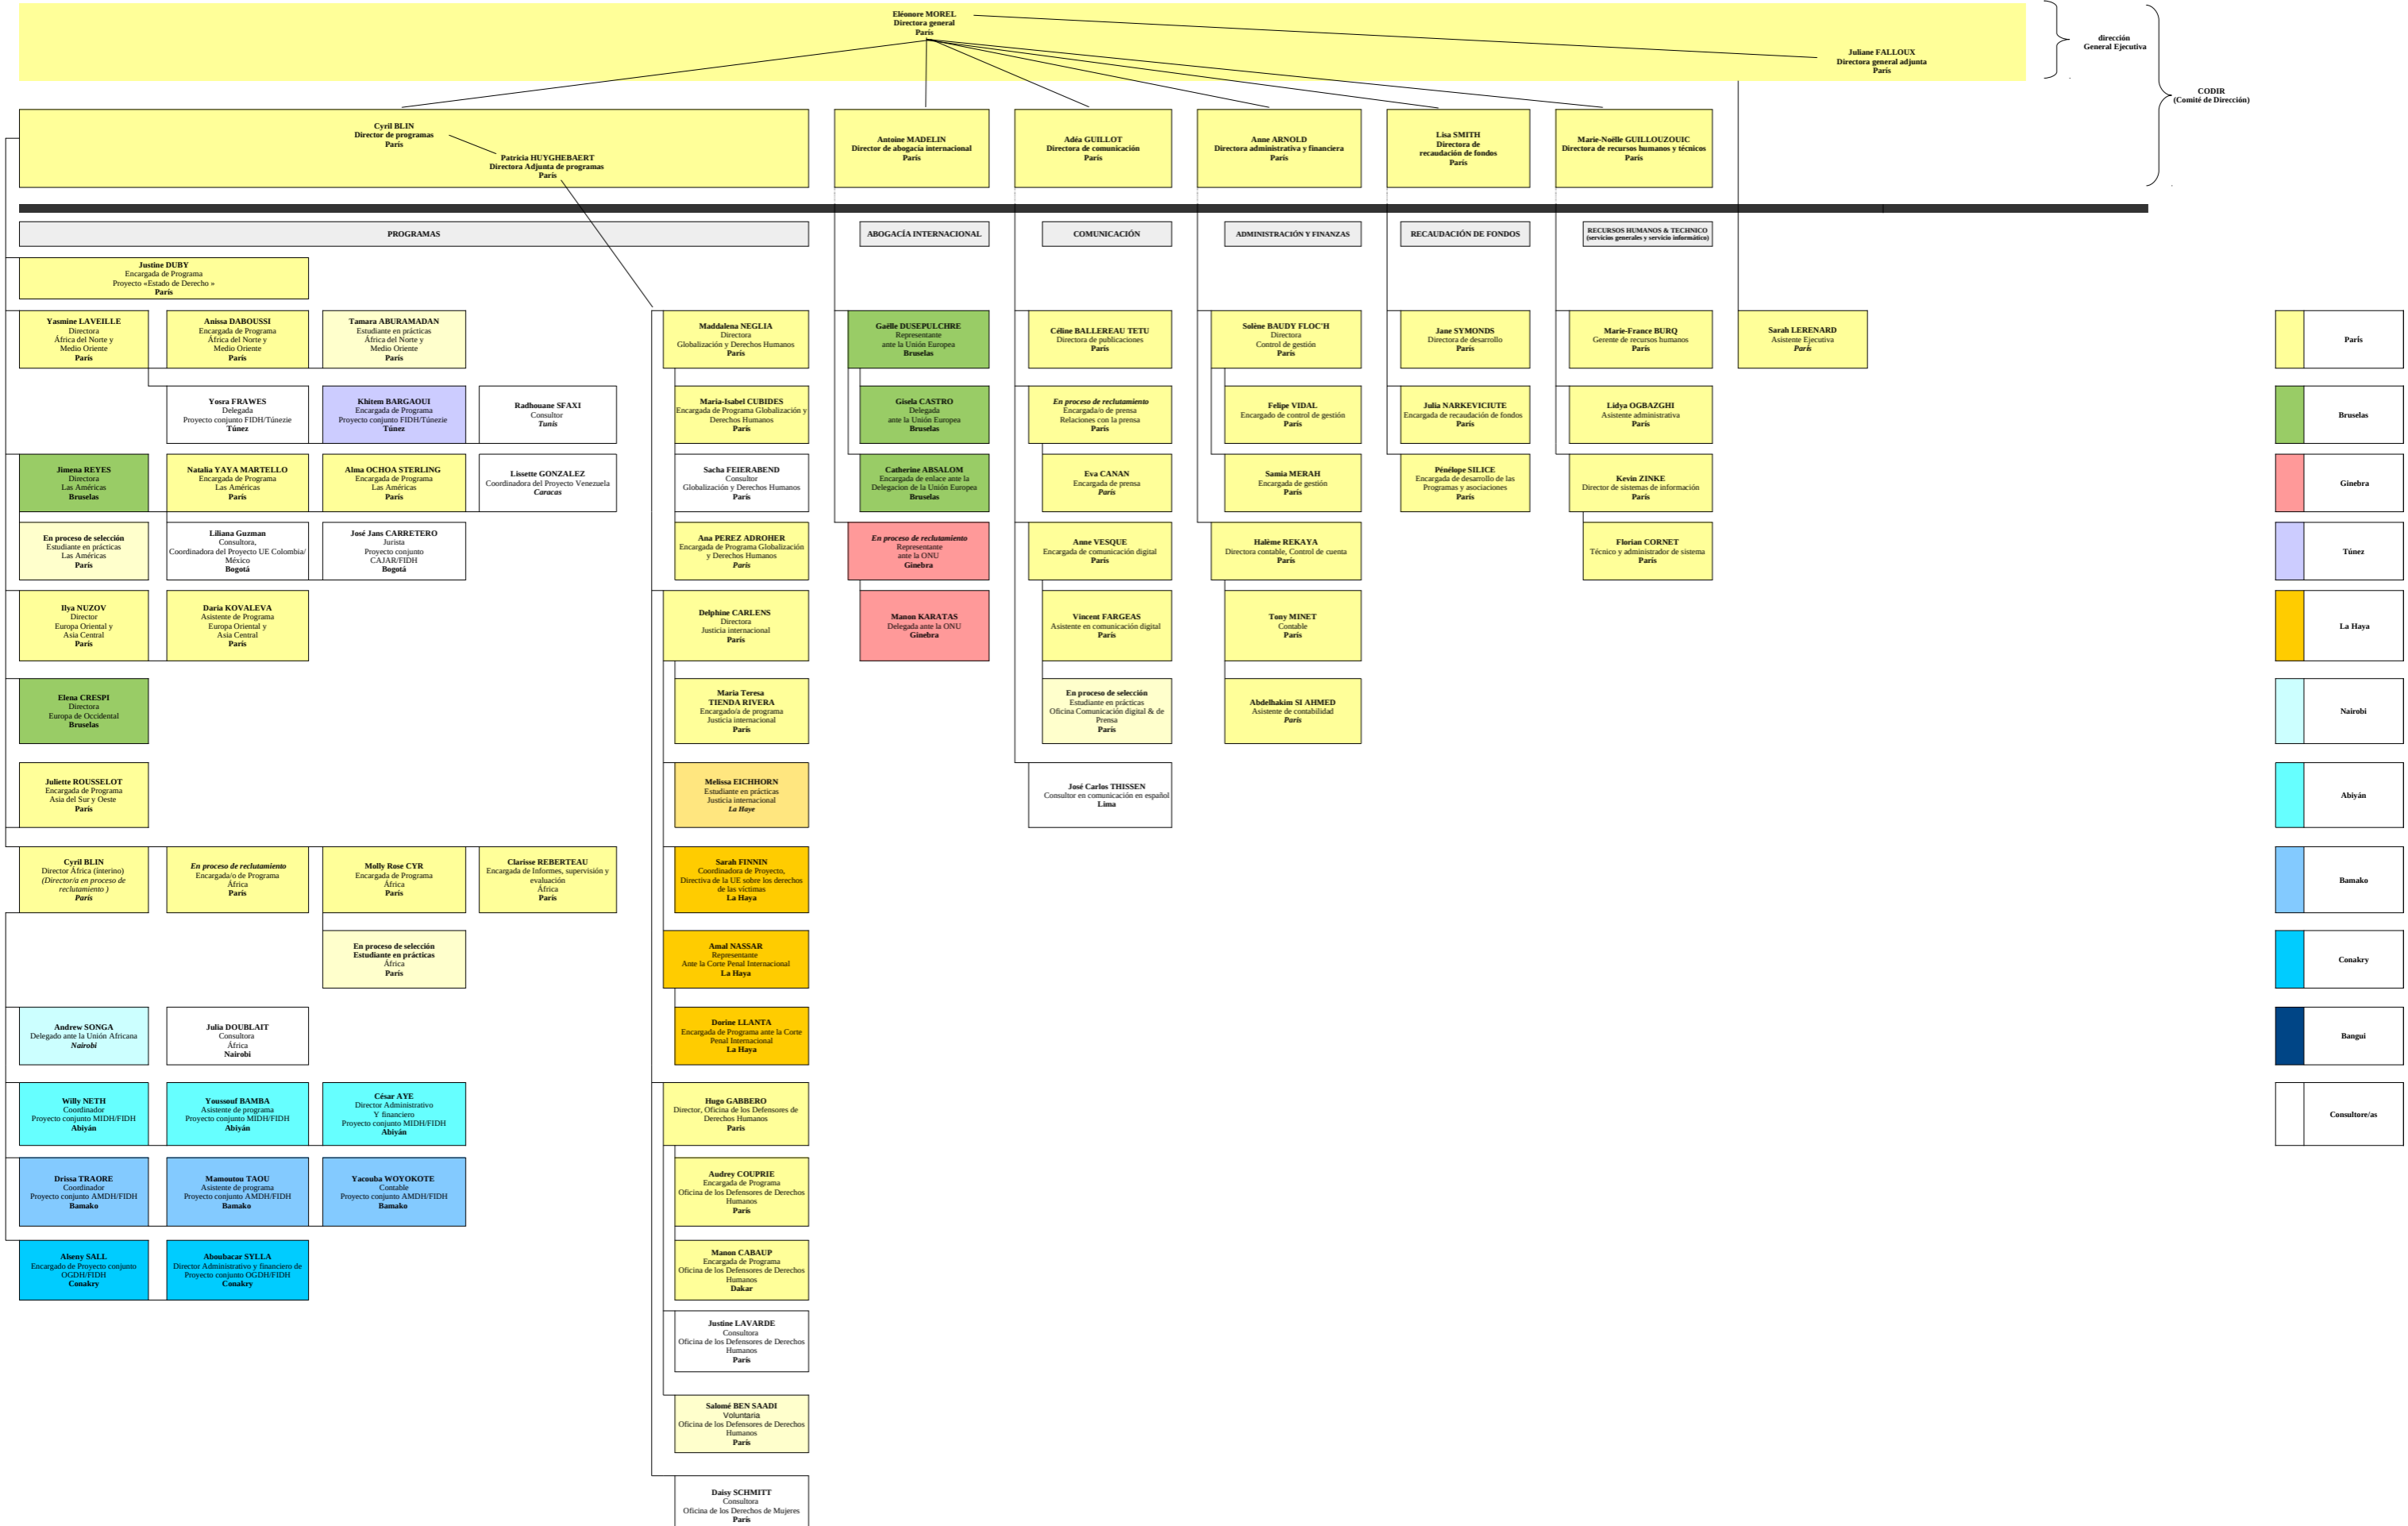 Eléonore MOREL
Directora general
París
Juliane FALLOUX
Directora general adjunta
París
dirección
General Ejecutiva
CODIR
(Comité de Dirección)
Cyril BLIN
Director de programas
París
Patricia HUYGHEBAERT
Directora Adjunta de programas
París
Antoine MADELIN
Director de abogacía internacional
París
Adéa GUILLOT
Directora de comunicación
París
Anne ARNOLD
Directora administrativa y financiera
París
Lisa SMITH
Directora de
recaudación de fondos
París
Marie-Noëlle GUILLOUZOUIC
Directora de recursos humanos y técnicos
París
PROGRAMAS
ABOGACÍA INTERNACIONAL
COMUNICACIÓN
ADMINISTRACIÓN Y FINANZAS
RECAUDACIÓN DE FONDOS
RECURSOS HUMANOS & TECHNICO
(servicios generales y servicio informático)
Justine DUBY
Encargada de Programa
Proyecto «Estado de Derecho »
París
Yasmine LAVEILLE
Directora
África del Norte y
Medio Oriente
París
Anissa DABOUSSI
Encargada de Programa
África del Norte y
Medio Oriente
París
Tamara ABURAMADAN
Estudiante en prácticas
África del Norte y
Medio Oriente
París
Maddalena NEGLIA
Directora
Globalización y Derechos Humanos
París
Gaëlle DUSEPULCHRE
Representante
ante la Unión Europea
Bruselas
Céline BALLEREAU TETU
Directora de publicaciones
París
Solène BAUDY FLOC'H
Directora
Control de gestión
París
Jane SYMONDS
Directora de desarrollo
París
Marie-France BURQ
Gerente de recursos humanos
París
Sarah LERENARD
Asistente Ejecutiva
París
París
Yosra FRAWES
Delegada
Proyecto conjunto FIDH/Túnezie
Túnez
Khitem BARGAOUI
Encargada de Programa
Proyecto conjunto FIDH/Túnezie
Túnez
Radhouane SFAXI
Consultor
Tunis
Maria-Isabel CUBIDES
Encargada de Programa Globalización y
Derechos Humanos
París
Gisela CASTRO
Delegada
ante la Unión Europea
Bruselas
En proceso de reclutamiento
Encargada/o de prensa
Relaciones con la prensa
París
Felipe VIDAL
Encargado de control de gestión
París
Julia NARKEVICIUTE
Encargada de recaudación de fondos
París
Lidya OGBAZGHI
Asistente administrativa
París
Bruselas
Jimena REYES
Directora
Las Américas
Bruselas
Natalia YAYA MARTELLO
Encargada de Programa
Las Américas
París
Alma OCHOA STERLING
Encargada de Programa
Las Américas
París
Lissette GONZALEZ
Coordinadora del Proyecto Venezuela
Caracas
Sacha FEIERABEND
Consultor
Globalización y Derechos Humanos
París
Catherine ABSALOM
Encargada de enlace ante la
Delegacion de la Unión Europea
Bruselas
Eva CANAN
Encargada de prensa
París
Samia MERAH
Encargada de gestión
París
Pénélope SILICE
Encargada de desarrollo de las
Programas y asociaciones
París
Kevin ZINKE
Director de sistemas de información
París
Ginebra
En proceso de selección
Estudiante en prácticas
Las Américas
París
Liliana Guzman
Consultora,
Coordinadora del Proyecto UE Colombia/
México
Bogotá
José Jans CARRETERO
Jurista
Proyecto conjunto
CAJAR/FIDH
Bogotá
Ana PEREZ ADROHER
Encargada de Programa Globalización
y Derechos Humanos
París
En proceso de reclutamiento
Representante
ante la ONU
Ginebra
Anne VESQUE
Encargada de comunicación digital
París
Halème REKAYA
Directora contable, Control de cuenta
París
Florian CORNET
Técnico y administrador de sistema
París
Túnez
Ilya NUZOV
Director
Europa Oriental y
Asia Central
París
Daria KOVALEVA
Asistente de Programa
Europa Oriental y
Asia Central
París
Delphine CARLENS
Directora
Justicia internacional
París
Manon KARATAS
Delegada ante la ONU
Ginebra
Vincent FARGEAS
Asistente en comunicación digital
París
Tony MINET
Contable
París
La Haya
Elena CRESPI
Directora
Europa de Occidental
Bruselas
Maria Teresa
TIENDA RIVERA
Encargado/a de programa
Justicia internacional
París
En proceso de selección
Estudiante en prácticas
Oficina Comunicación digital & de
Prensa
París
Abdelhakim SI AHMED
Asistente de contabilidad
París
Nairobi
Juliette ROUSSELOT
Encargada de Programa
Asia del Sur y Oeste
París
Melissa EICHHORN
Estudiante en prácticas
Justicia internacional
La Haye
José Carlos THISSEN
Consultor en comunicación en español
Lima
Abiyán
Cyril BLIN
Director África (interino)
(Director/a en proceso de
reclutamiento )
París
En proceso de reclutamiento
Encargada/o de Programa
África
París
Molly Rose CYR
Encargada de Programa
África
París
Clarisse REBERTEAU
Encargada de Informes, supervisión y
evaluación
África
París
Sarah FINNIN
Coordinadora de Proyecto,
Directiva de la UE sobre los derechos
de las víctimas
La Haya
Bamako
En proceso de selección
Estudiante en prácticas
África
París
Amal NASSAR
Representante
Ante la Corte Penal Internacional
La Haya
Conakry
Andrew SONGA
Delegado ante la Unión Africana
Nairobi
Julia DOUBLAIT
Consultora
África
Nairobi
Dorine LLANTA
Encargada de Programa ante la Corte
Penal Internacional
La Haya
Bangui
Willy NETH
Coordinador
Proyecto conjunto MIDH/FIDH
Abiyán
Youssouf BAMBA
Asistente de programa
Proyecto conjunto MIDH/FIDH
Abiyán
César AYE
Director Administrativo
Y financiero
Proyecto conjunto MIDH/FIDH
Abiyán
Hugo GABBERO
Director, Oficina de los Defensores de
Derechos Humanos
París
Consultore/as
Drissa TRAORE
Coordinador
Proyecto conjunto AMDH/FIDH
Bamako
Mamoutou TAOU
Asistente de programa
Proyecto conjunto AMDH/FIDH
Bamako
Yacouba WOYOKOTE
Contable
Proyecto conjunto AMDH/FIDH
Bamako
Audrey COUPRIE
Encargada de Programa
Oficina de los Defensores de Derechos
Humanos
París
Alseny SALL
Encargado de Proyecto conjunto
OGDH/FIDH
Conakry
Aboubacar SYLLA
Director Administrativo y financiero de
Proyecto conjunto OGDH/FIDH
Conakry
Manon CABAUP
Encargada de Programa
Oficina de los Defensores de Derechos
Humanos
Dakar
Justine LAVARDE
Consultora
Oficina de los Defensores de Derechos
Humanos
París
Salomé BEN SAADI
Voluntaria
Oficina de los Defensores de Derechos
Humanos
París
Daisy SCHMITT
Consultora
Oficina de los Derechos de Mujeres
París